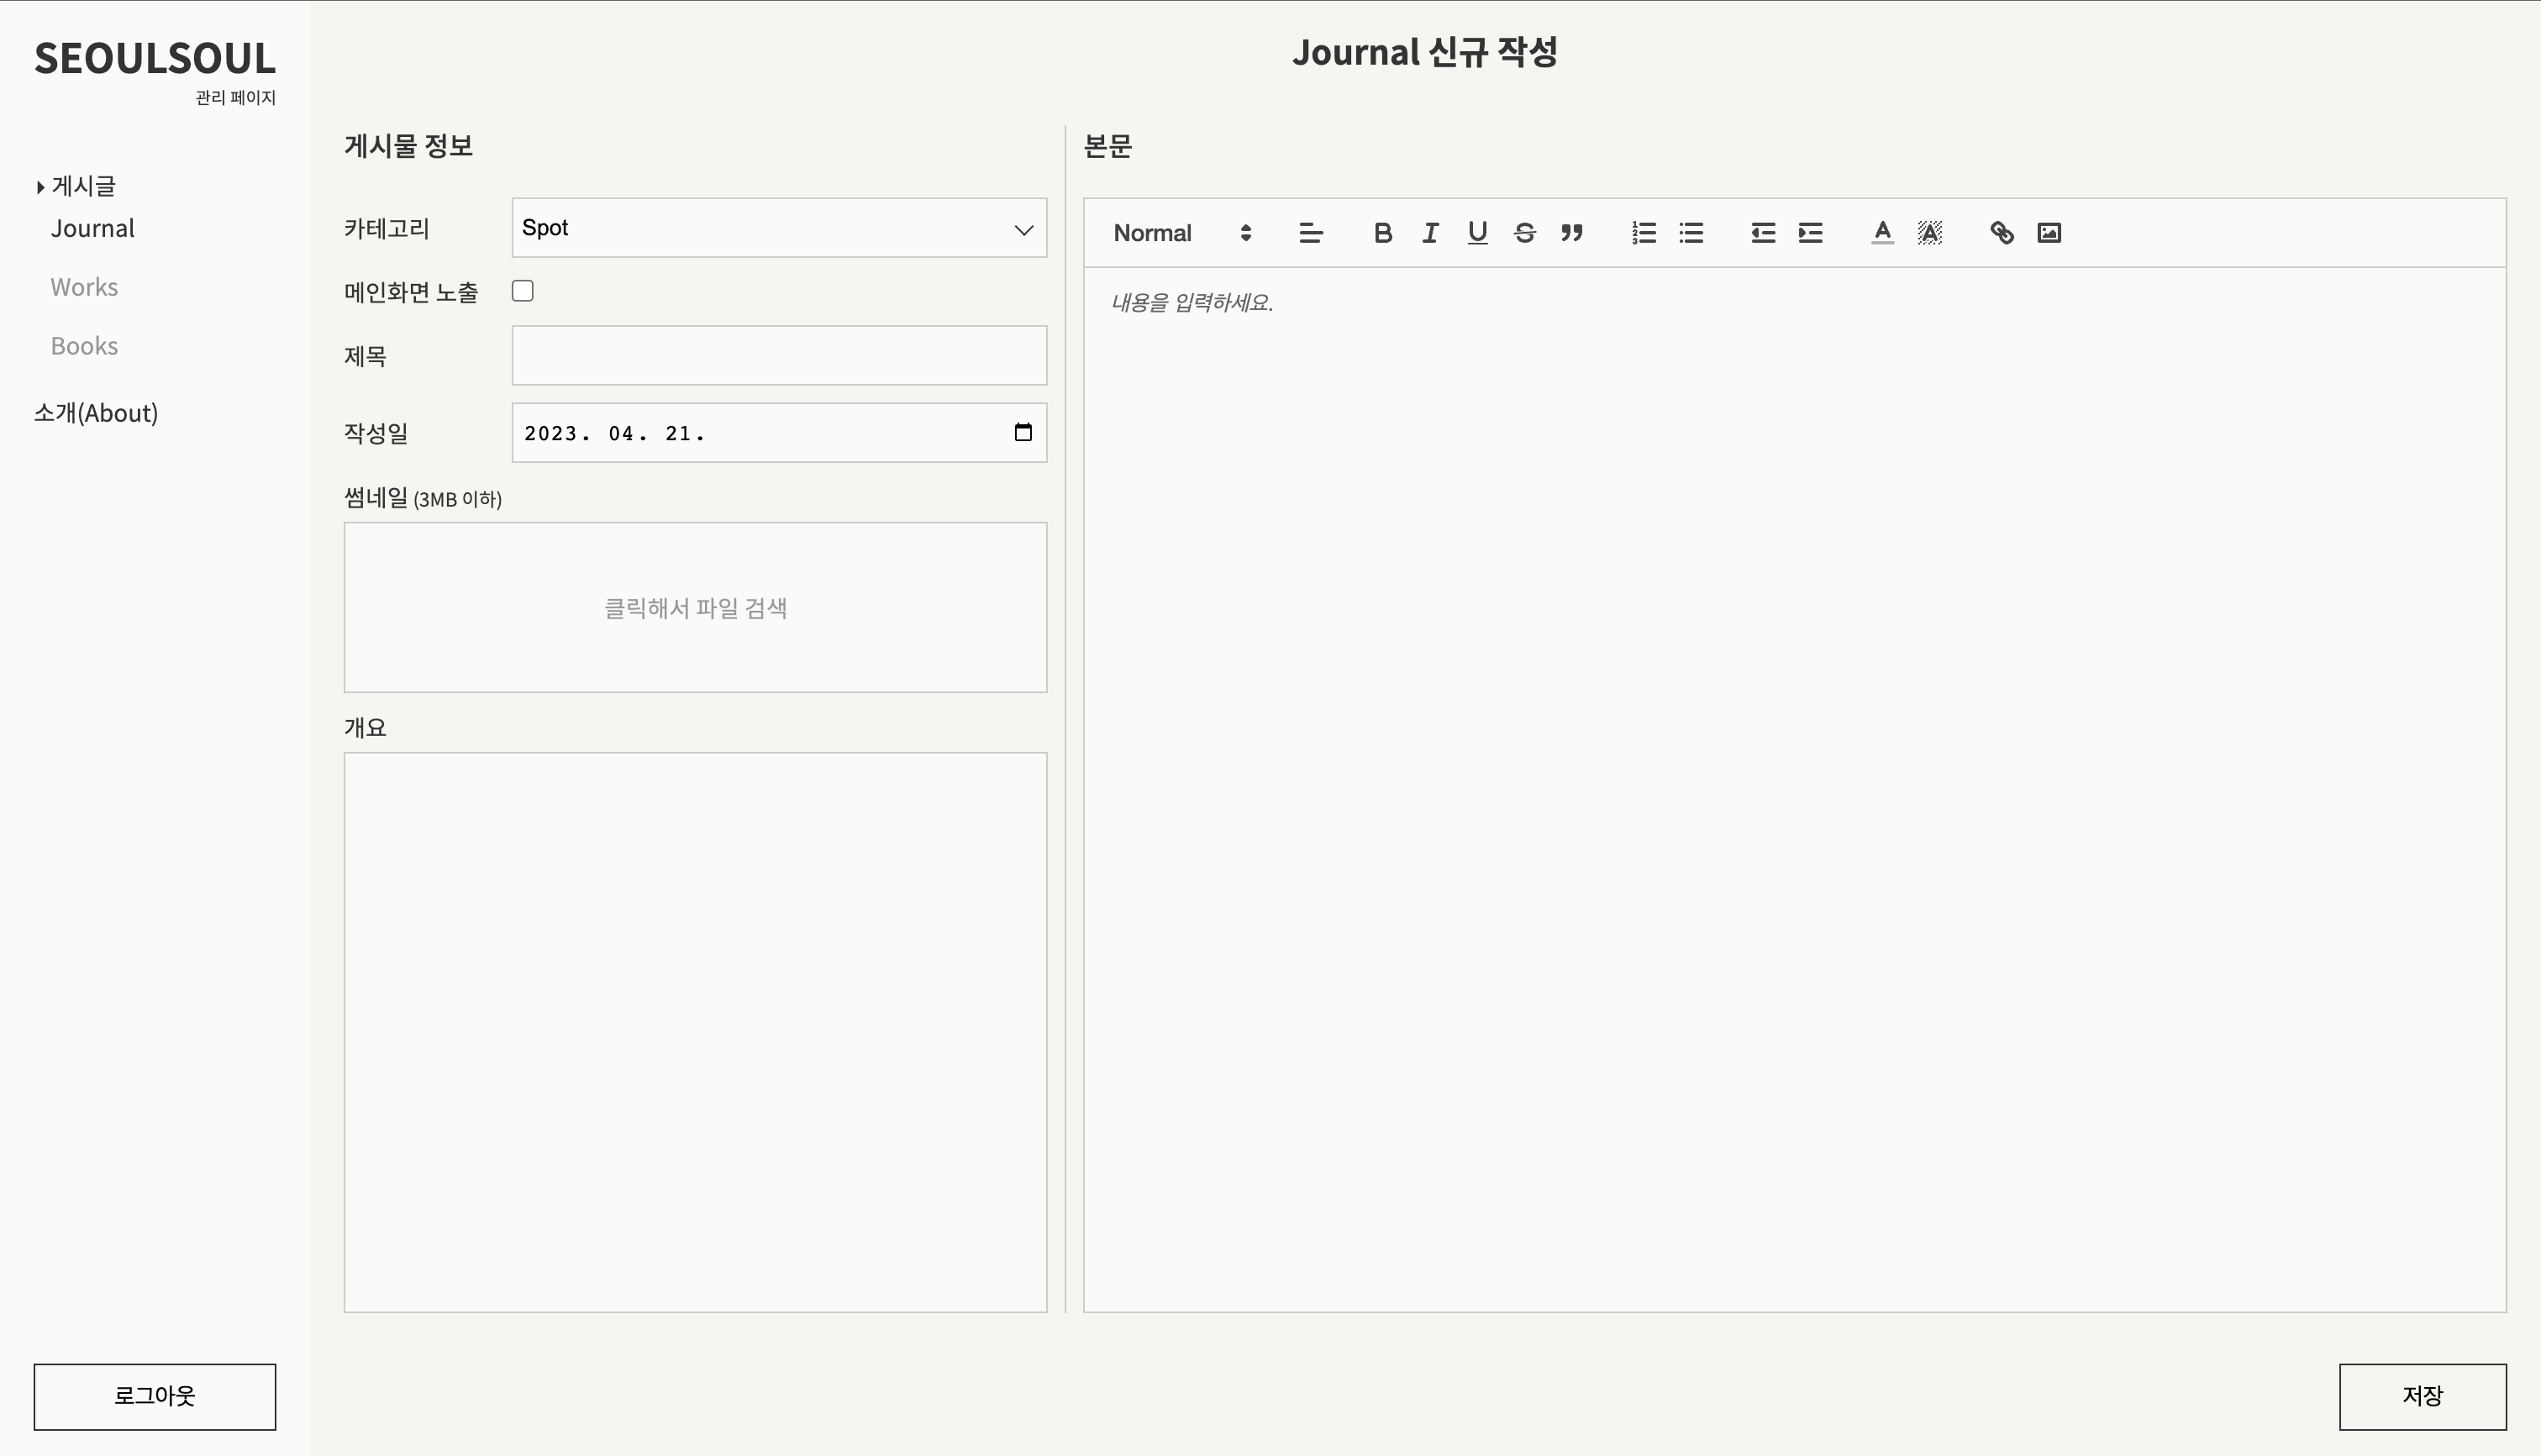 SEOULSOUL
관리 페이지
게시글
Journal
Works
Books
소개(About)
로그아웃
Journal 신규 작성
게시물 정보
카테고리
Spot
메인화면 노출
제목
작성일
2023. 04. 21.
썸네일 (3MB 이하)
클릭해서 파일 검색
개요
본문
Normal
내용을 입력하세요.
저장